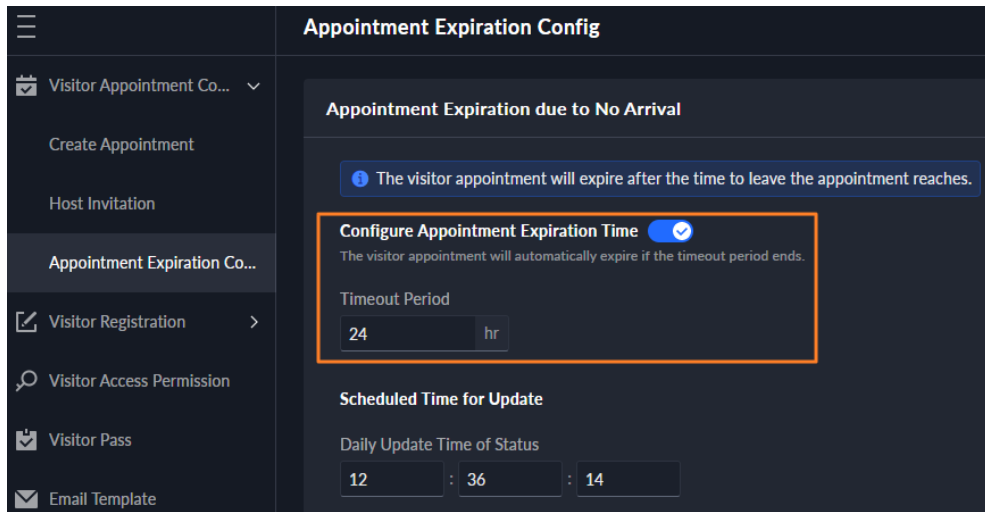 Appointment Expiration Config
Visitor Appointment Co...
Create Appointment
Host Invitation
Appointment Expiration Co...
Visitor Registration
Visitor Access Permission
Visitor Pass
Email Template
Appointment Expiration due to No Arrival
The visitor appointment will expire after the time to leave the appointment reaches.
Configure Appointment Expiration Time
The visitor appointment will automatically expire if the timeout period ends.
Timeout Period
24 hr
Scheduled Time for Update
Daily Update Time of Status
12 : 36 : 14